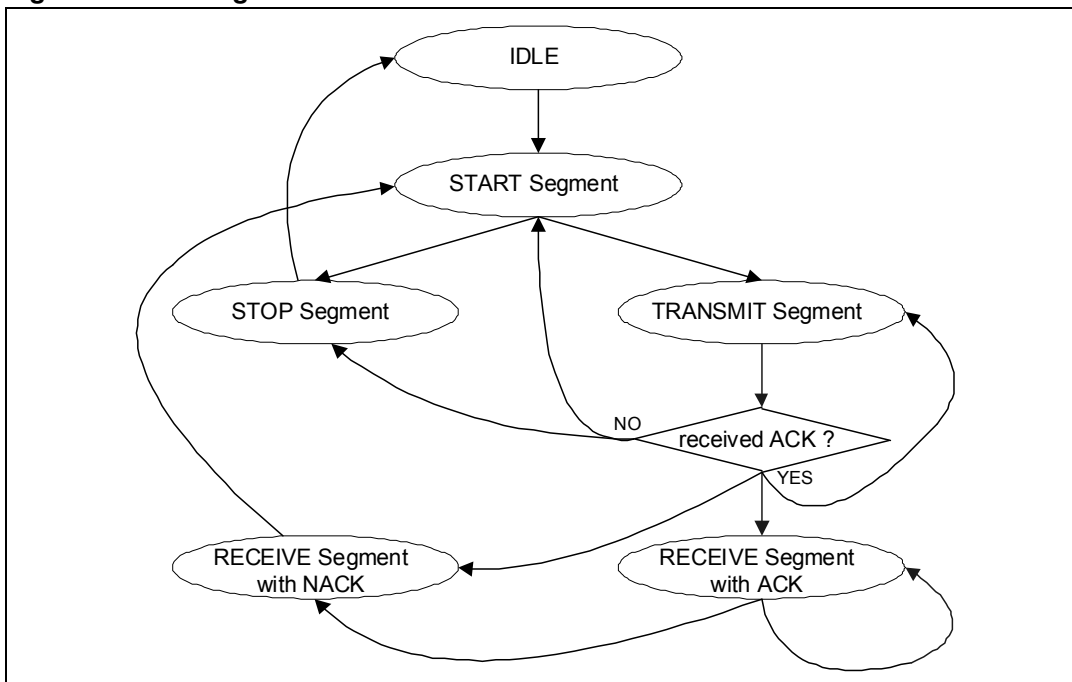 IDLE
START Segment
STOP Segment
TRANSMIT Segment
NO
received ACK ?
YES
RECEIVE Segment
with NACK
RECEIVE Segment
with ACK